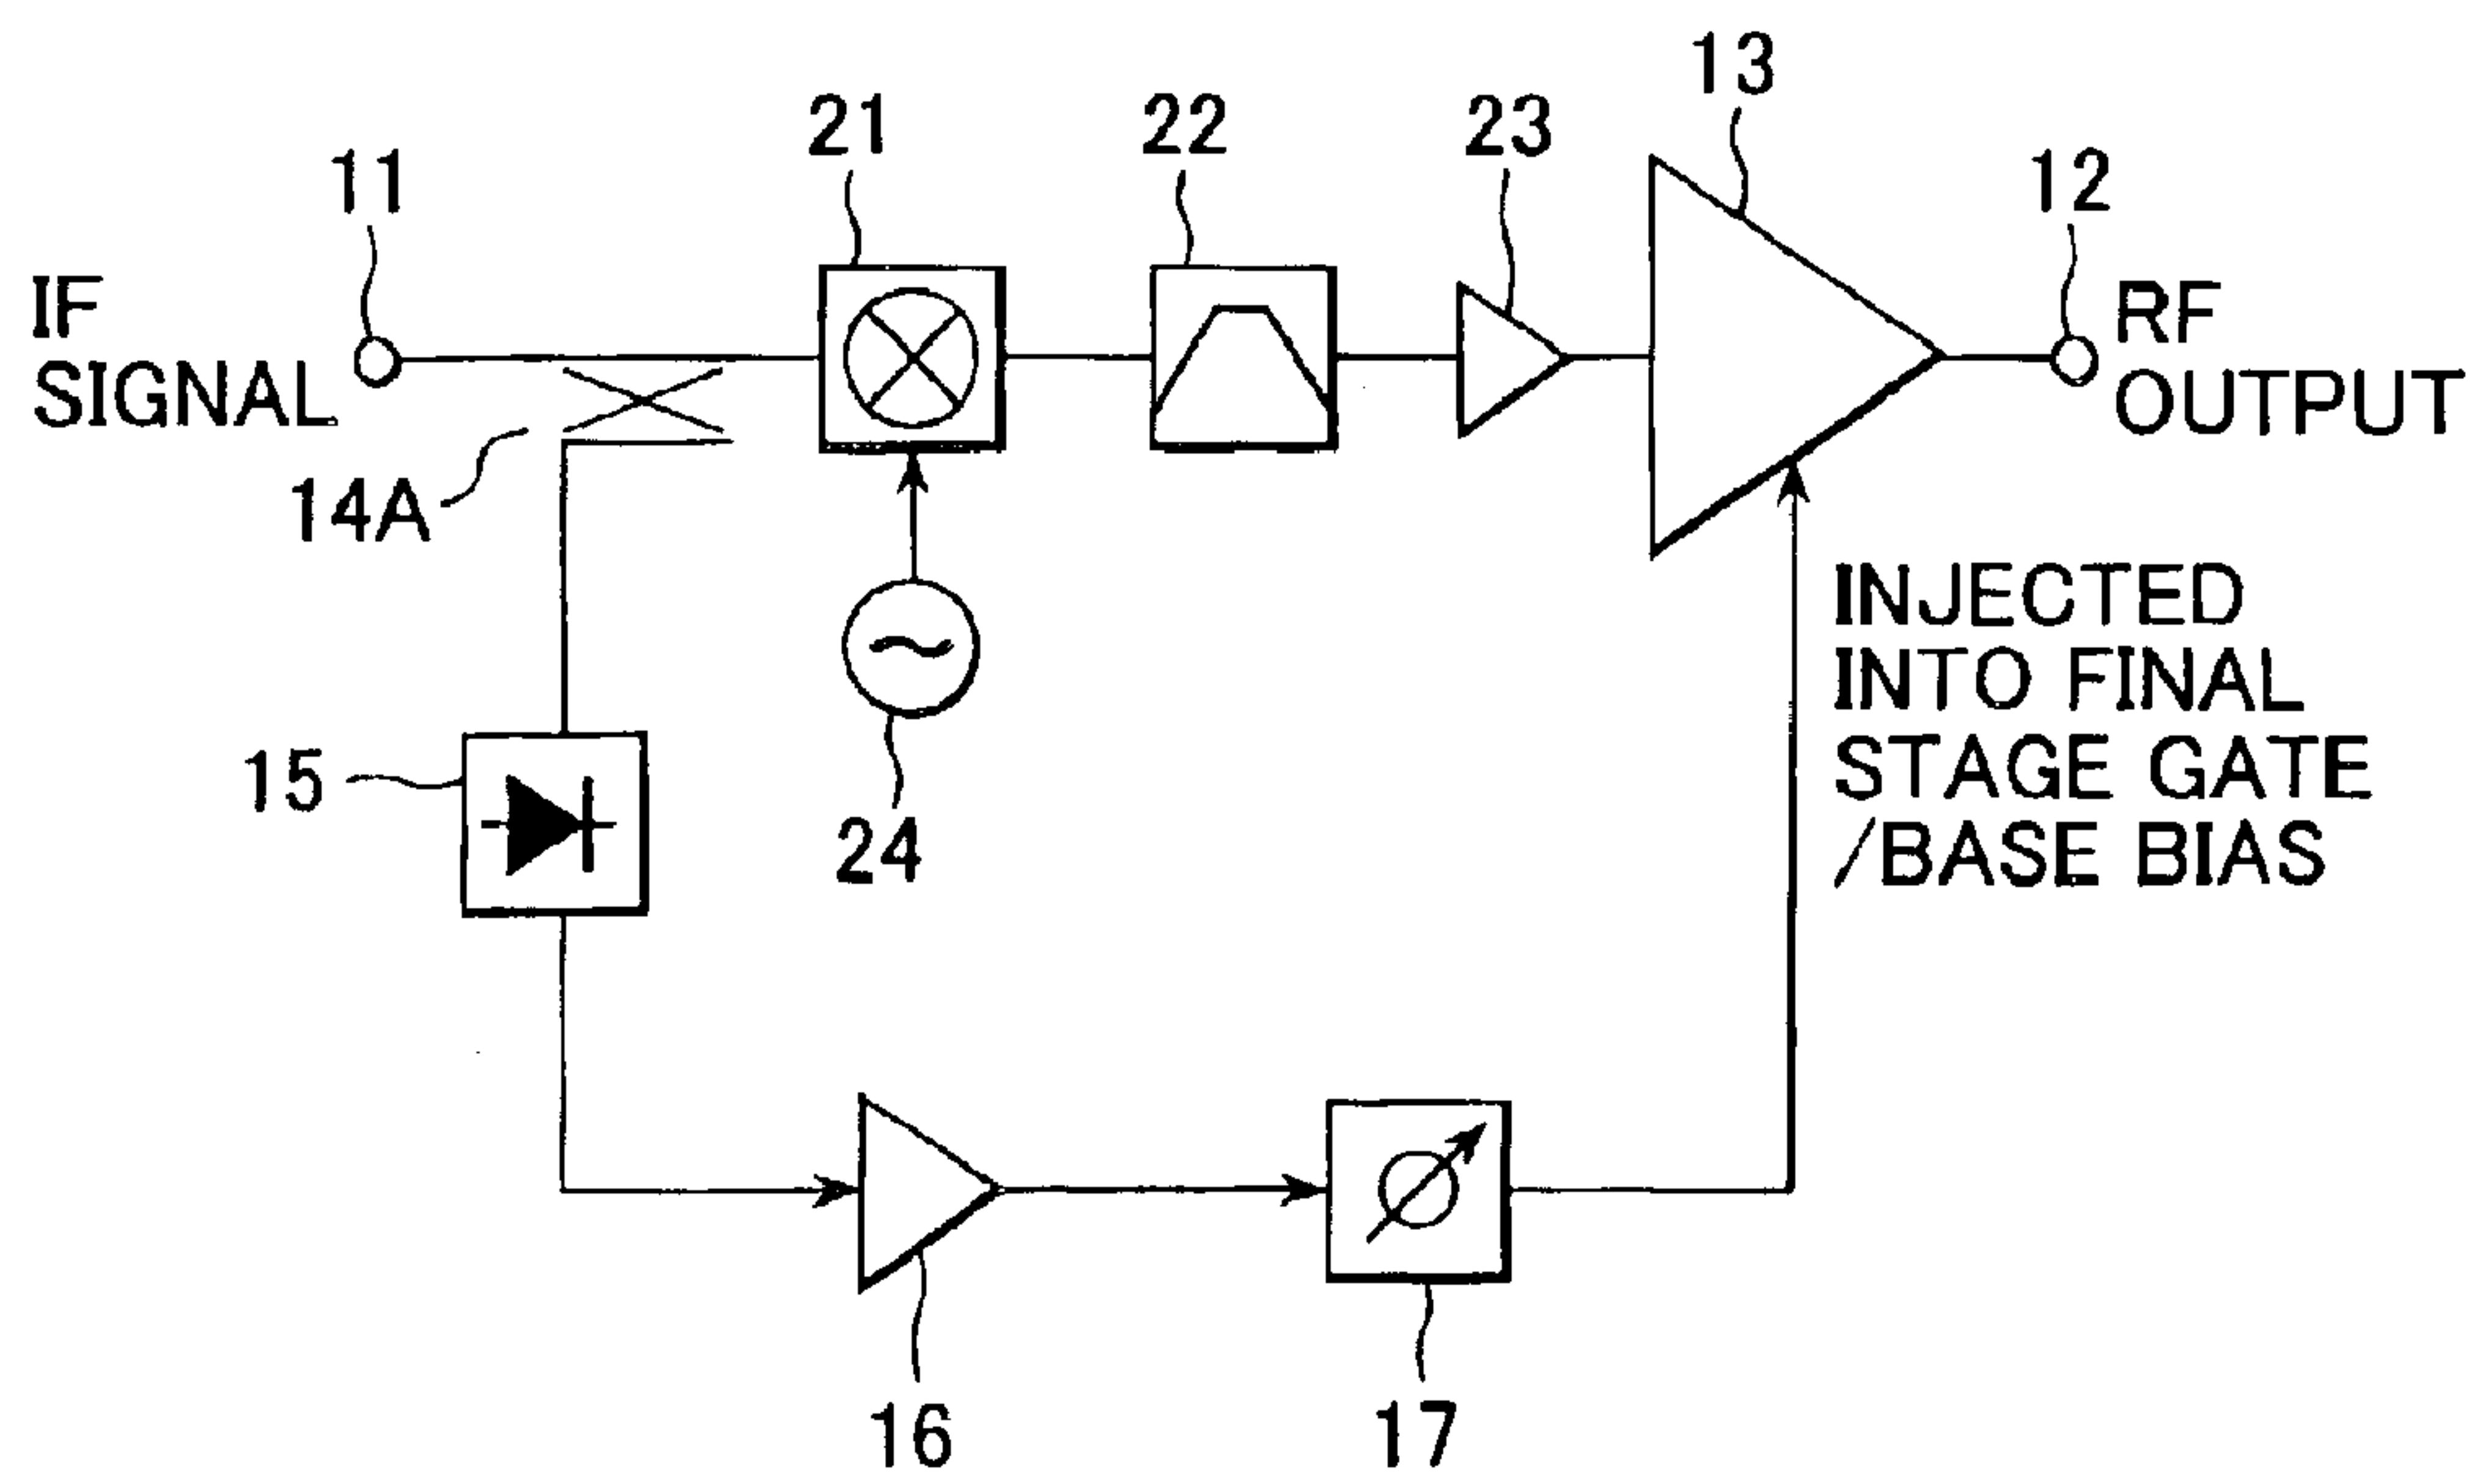 13
21
22
23
11
12
IF
SIGNAL
RF
OUTPUT
14A
INJECTED
INTO FINAL
STAGE GATE
/BASE BIAS
15
24
16
17